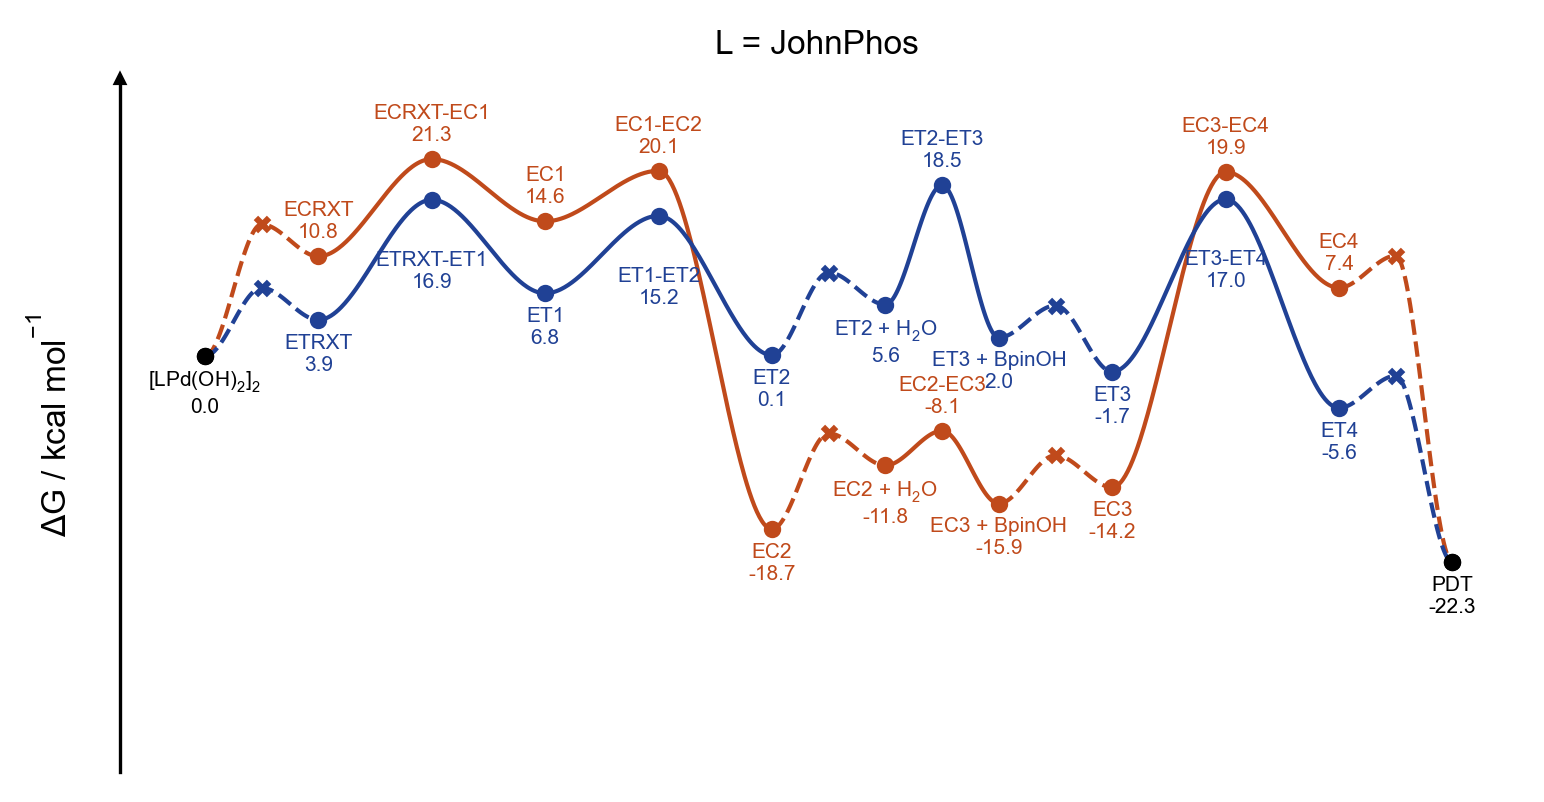 L = JohnPhos
ΔG / kcal mol⁻¹
[LPd(OH)₂]₂
0.0
ECRXT
10.8
ETRXT
3.9
ECRXT-EC1
21.3
ETRXT-ET1
16.9
EC1
14.6
ET1
6.8
EC1-EC2
20.1
ET1-ET2
15.2
ET2
0.1
EC2
-18.7
ET2 + H₂O
5.6
EC2 + H₂O
-11.8
ET2-ET3
18.5
EC2-EC3
-8.1
ET3 + BpinOH
2.0
EC3 + BpinOH
-15.9
ET3
-1.7
EC3
-14.2
EC3-EC4
19.9
ET3-ET4
17.0
EC4
7.4
ET4
-5.6
PDT
-22.3